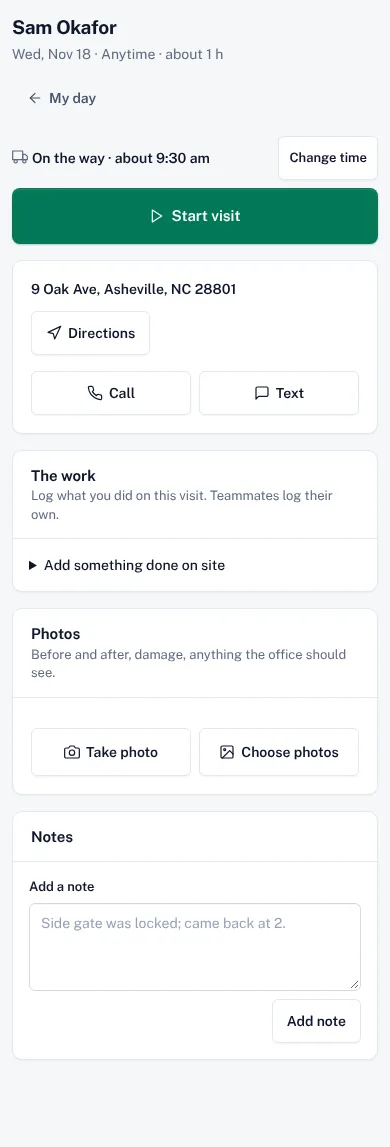 Sam Okafor
Wed, Nov 18 · Anytime · about 1 h
My day
On the way · about 9:30 am
Change time
Start visit
9 Oak Ave, Asheville, NC 28801
Directions
Call
Text
The work
Log what you did on this visit. Teammates log their
own.
Add something done on site
Photos
Before and after, damage, anything the office should
see.
Take photo
Choose photos
Notes
Add a note
Side gate was locked; came back at 2.
Add note